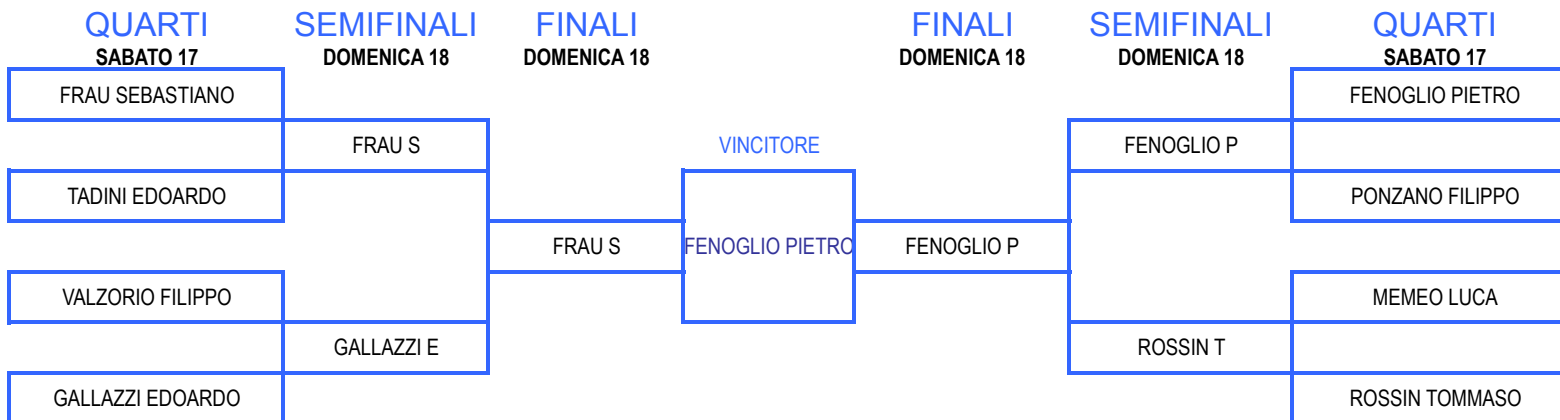 QUARTI SEMIFINALI FINALI FINALI SEMIFINALI QUARTI
SABATO 17 DOMENICA 18 DOMENICA 18 DOMENICA 18 DOMENICA 18 SABATO 17
FRAU SEBASTIANO FENOGLIO PIETRO
FRAU S VINCITORE FENOGLIO P
TADINI EDOARDO PONZANO FILIPPO
FRAU S FENOGLIO PIETRO FENOGLIO P
VALZORIO FILIPPO MEMEO LUCA
GALLAZZI E ROSSIN T
GALLAZZI EDOARDO ROSSIN TOMMASO